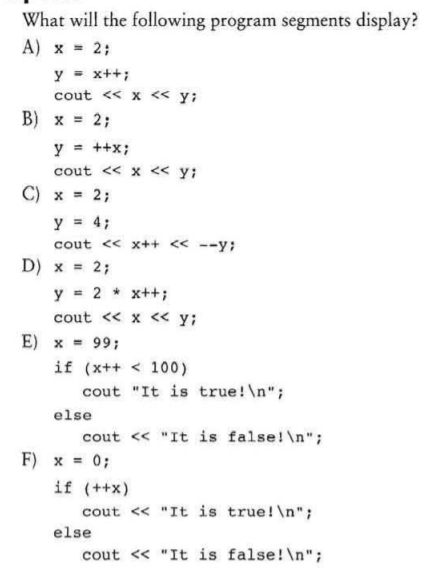 What will the following program segments display?
A) x = 2;
y = x++;
cout << x << y;
B) x = 2;
y = ++x;
cout << x << y;
C) x = 2;
y = 4;
cout << x++ << --y;
D) x = 2;
y = 2 * x++;
cout << x << y;
E) x = 99;
if (x++ < 100)
cout "It is true!\n";
else
cout << "It is false!\n";
F) x = 0;
if (++x)
cout << "It is true!\n";
else
cout << "It is false!\n";